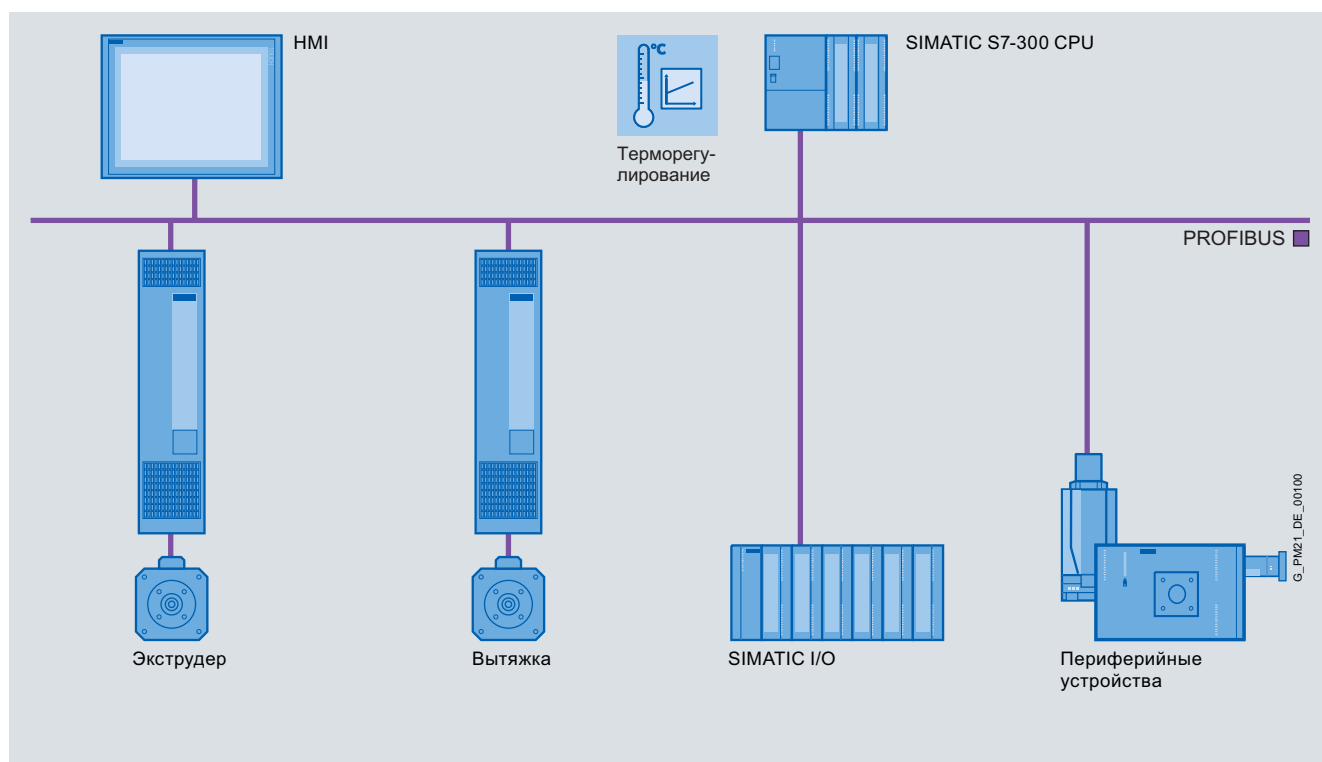 HMI
°C
Терморегу-
лирование
SIMATIC S7-300 CPU
PROFIBUS
G_PM21_DE_00100
Экструдер
Вытяжка
SIMATIC I/O
Периферийные
устройства